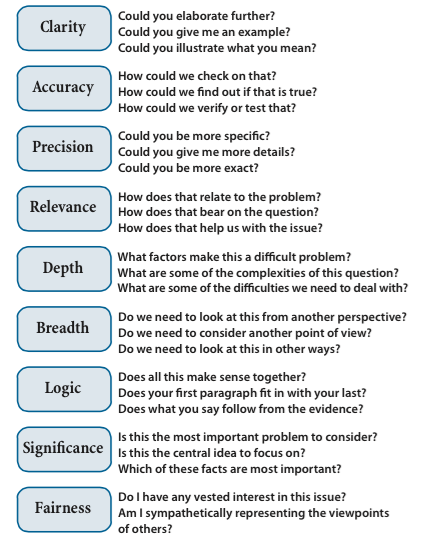 Clarity
Could you elaborate further?
Could you give me an example?
Could you illustrate what you mean?
Accuracy
How could we check on that?
How could we find out if that is true?
How could we verify or test that?
Precision
Could you be more specific?
Could you give me more details?
Could you be more exact?
Relevance
How does that relate to the problem?
How does that bear on the question?
How does that help us with the issue?
Depth
What factors make this a difficult problem?
What are some of the complexities of this question?
What are some of the difficulties we need to deal with?
Breadth
Do we need to look at this from another perspective?
Do we need to consider another point of view?
Do we need to look at this in other ways?
Logic
Does all this make sense together?
Does your first paragraph fit in with your last?
Does what you say follow from the evidence?
Significance
Is this the most important problem to consider?
Is this the central idea to focus on?
Which of these facts are most important?
Fairness
Do I have any vested interest in this issue?
Am I sympathetically representing the viewpoints
of others?